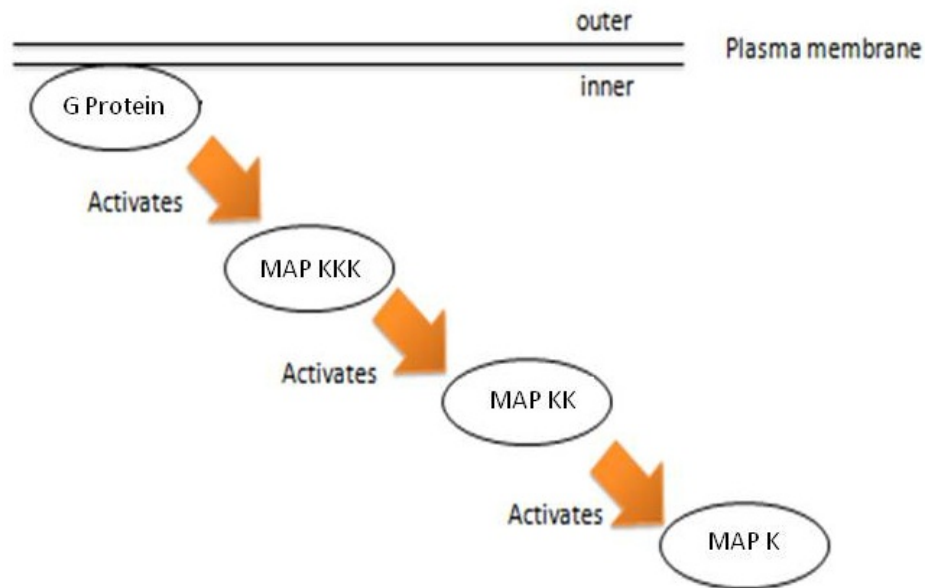 outer
Plasma membrane
inner
G Protein
Activates
MAP KKK
Activates
MAP KK
Activates
MAP K